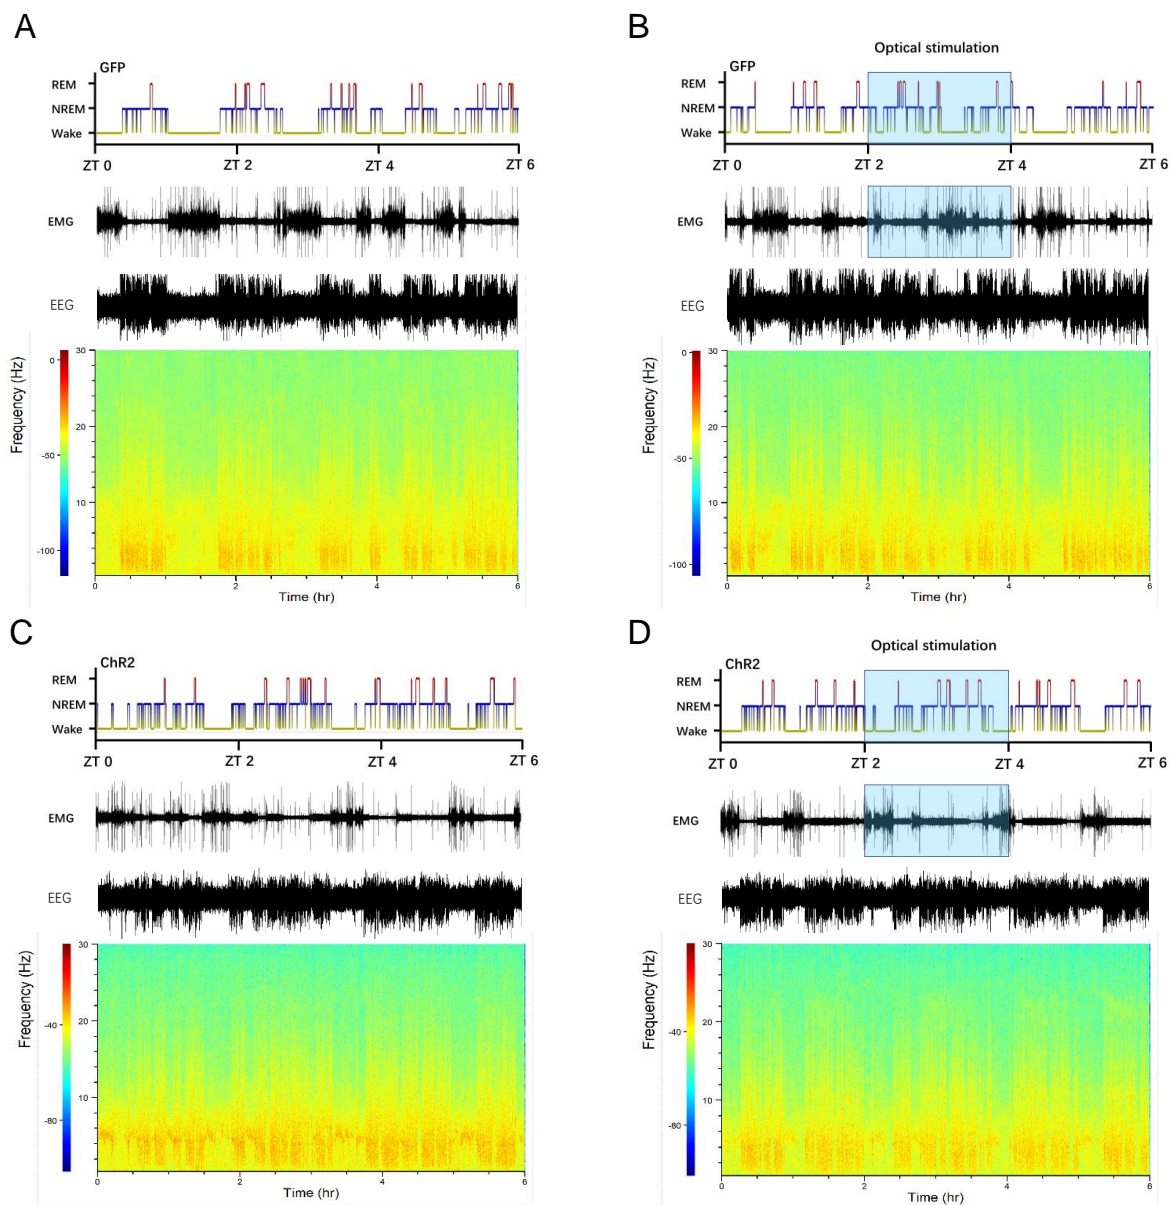 A
GFP
REM
NREM
Wake
ZT 0
ZT 2
ZT 4
ZT 6
EMG
EEG
Frequency (Hz)
0
-50
-100
30
20
10
0
2
4
6
Time (hr)
B
Optical stimulation
GFP
REM
NREM
Wake
ZT 0
ZT 2
ZT 4
ZT 6
EMG
EEG
Frequency (Hz)
0
-50
-100
30
20
10
0
2
4
6
Time (hr)
C
ChR2
REM
NREM
Wake
ZT 0
ZT 2
ZT 4
ZT 6
EMG
EEG
Frequency (Hz)
-40
-80
30
20
10
0
2
4
6
Time (hr)
D
Optical stimulation
ChR2
REM
NREM
Wake
ZT 0
ZT 2
ZT 4
ZT 6
EMG
EEG
Frequency (Hz)
-40
-80
30
20
10
0
2
4
6
Time (hr)